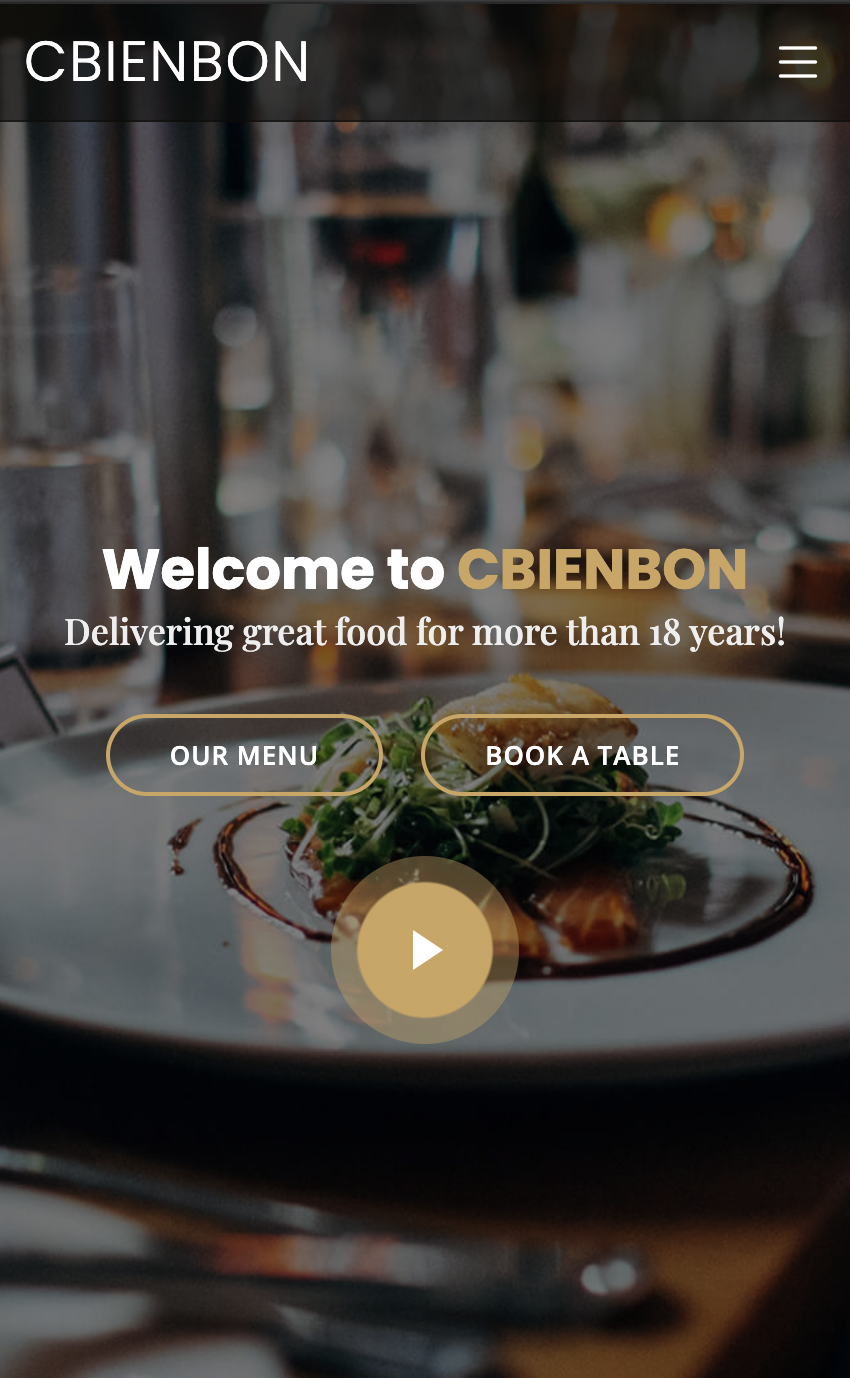 CBIENBON
Welcome to CBIENBON
Delivering great food for more than 18 years!
OUR MENU
BOOK A TABLE